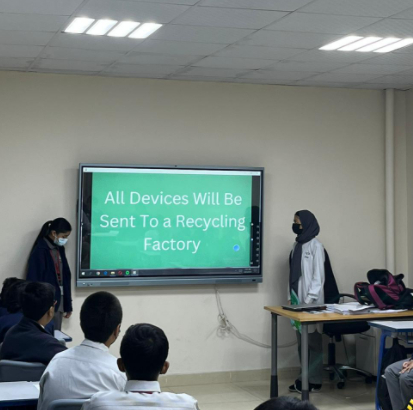 All Devices Will Be
Sent To a Recycling
Factory